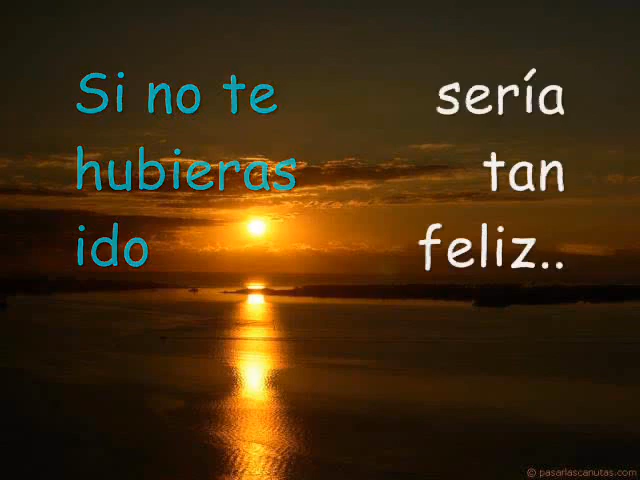 Si no te
hubieras
ido
sería
tan
feliz..
© pasarlascanutas.com